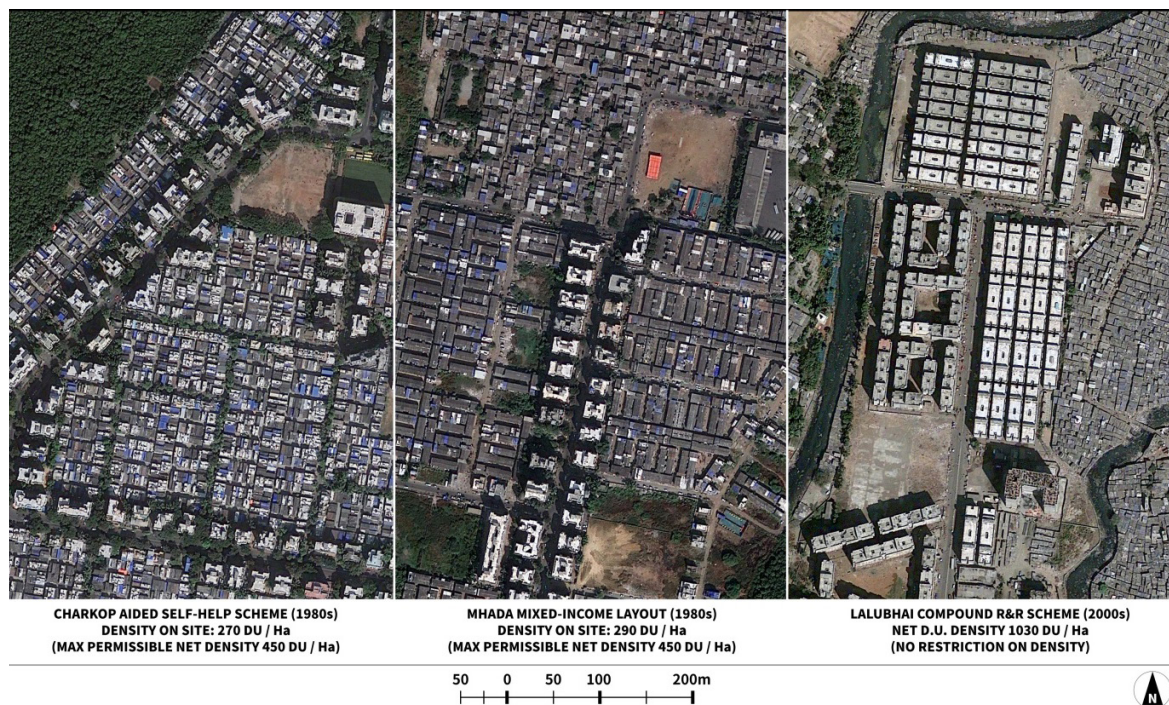 CHARKOP AIDED SELF-HELP SCHEME (1980s)
DENSITY ON SITE: 270 DU / Ha
(MAX PERMISSIBLE NET DENSITY 450 DU / Ha)
MHADA MIXED-INCOME LAYOUT (1980s)
DENSITY ON SITE: 290 DU / Ha
(MAX PERMISSIBLE NET DENSITY 450 DU / Ha)
LALUBHAI COMPOUND R&R SCHEME (2000s)
NET D.U. DENSITY 1030 DU / Ha
(NO RESTRICTION ON DENSITY)
50 0 50 100 200m
N